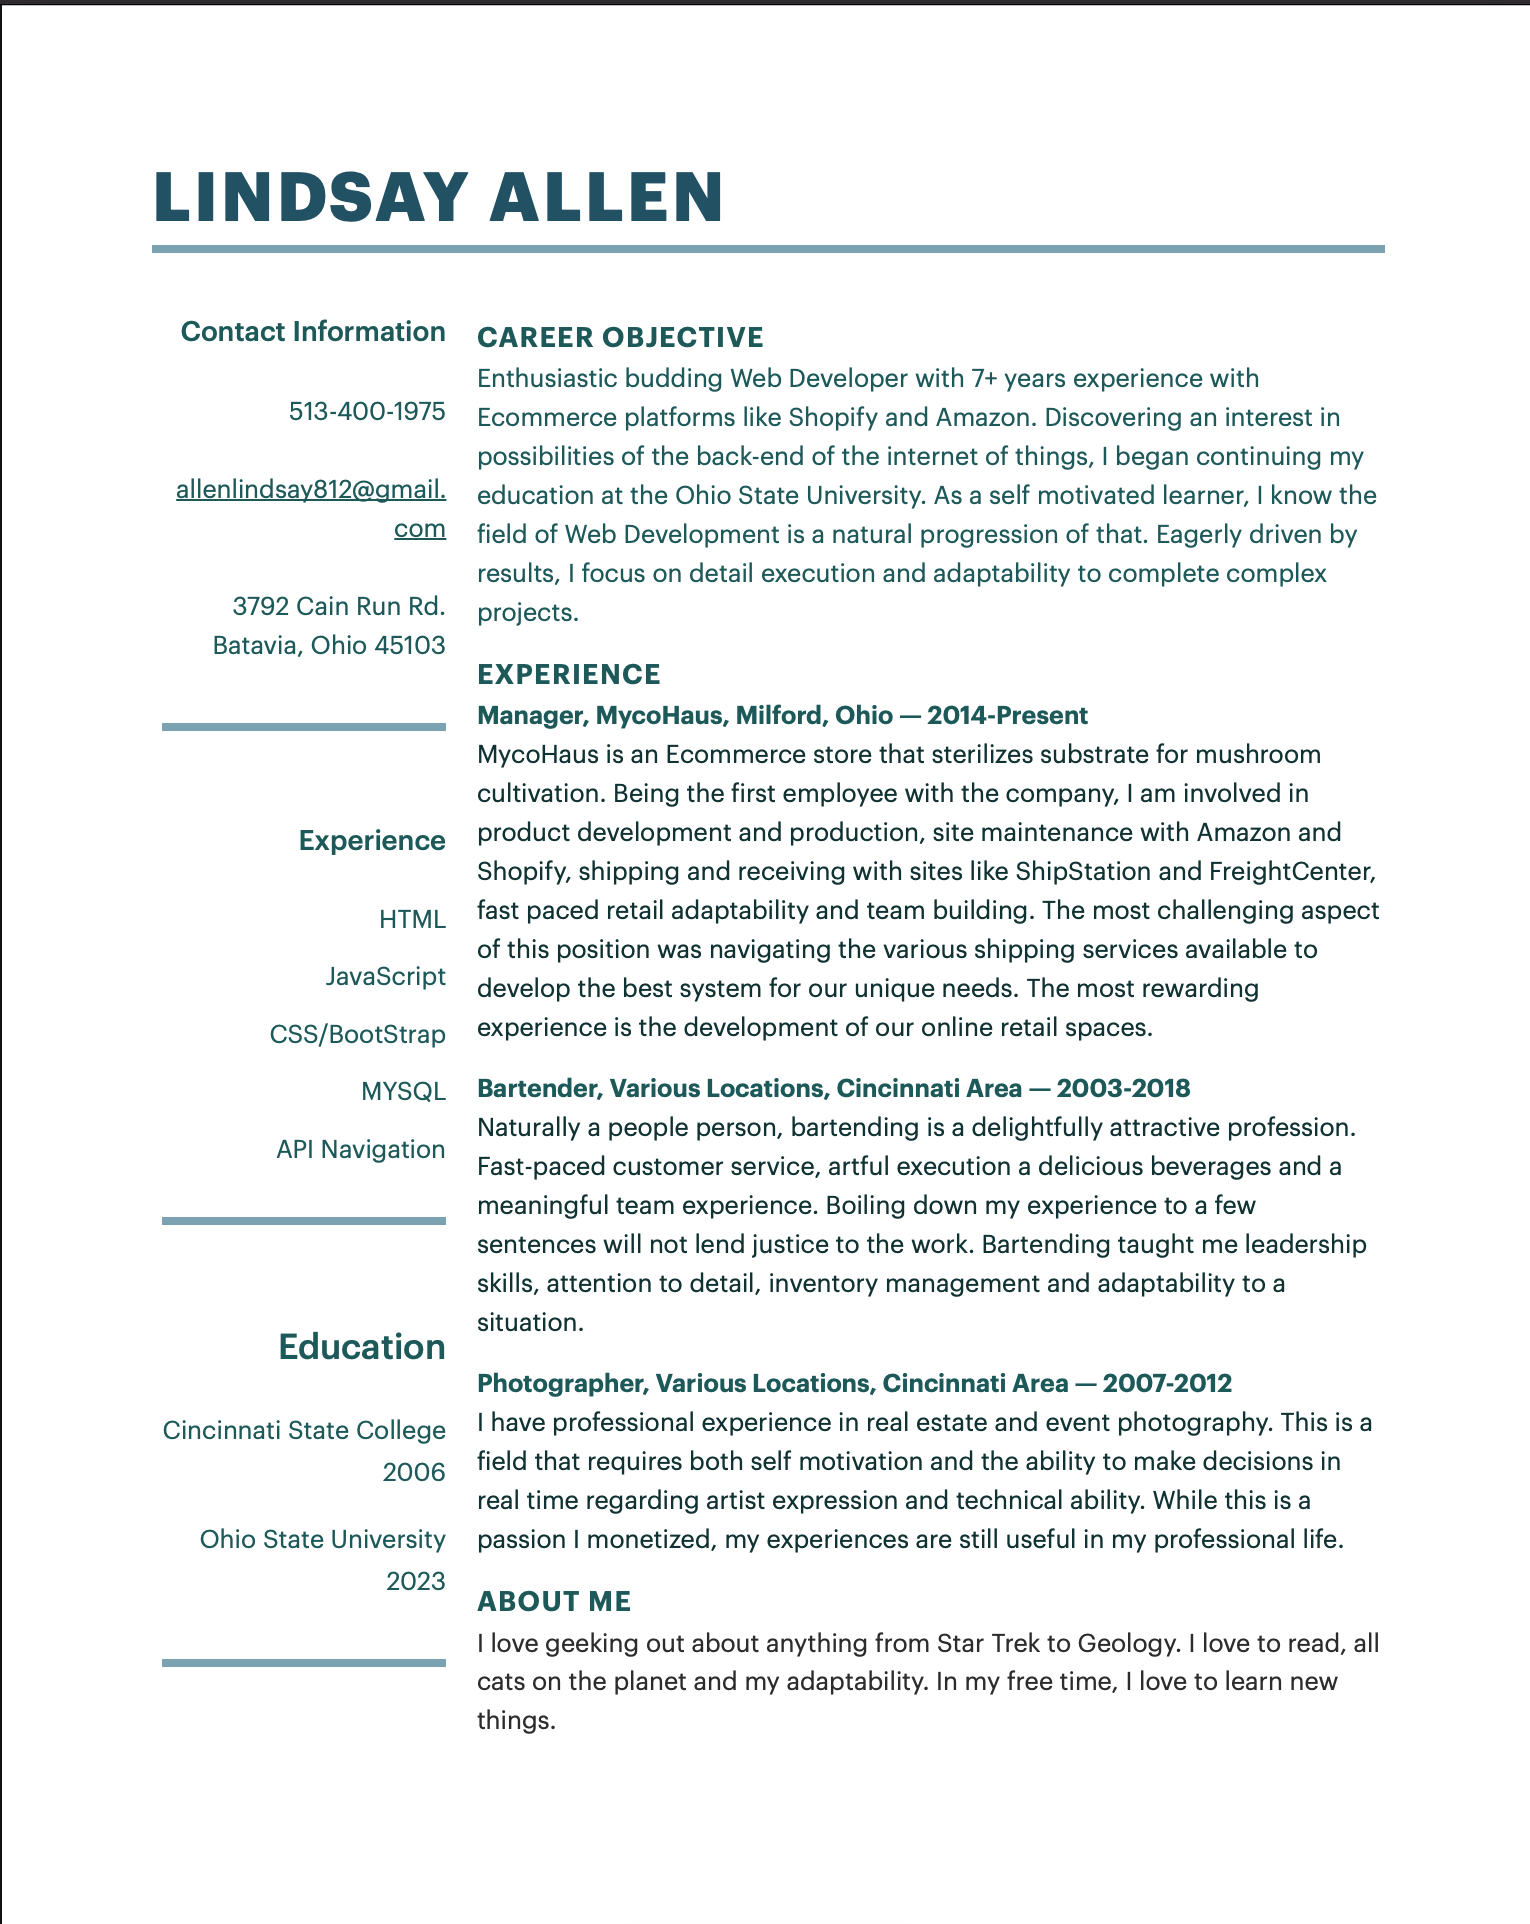 LINDSAY ALLEN
Contact Information
513-400-1975
allenlindsay812@gmail.
com
3792 Cain Run Rd.
Batavia, Ohio 45103
Experience
HTML
JavaScript
CSS/BootStrap
MYSQL
API Navigation
Education
Cincinnati State College
2006
Ohio State University
2023
CAREER OBJECTIVE
Enthusiastic budding Web Developer with 7+ years experience with
Ecommerce platforms like Shopify and Amazon. Discovering an interest in
possibilities of the back-end of the internet of things, I began continuing my
education at the Ohio State University. As a self motivated learner, I know the
field of Web Development is a natural progression of that. Eagerly driven by
results, I focus on detail execution and adaptability to complete complex
projects.
EXPERIENCE
Manager, MycoHaus, Milford, Ohio — 2014-Present
MycoHaus is an Ecommerce store that sterilizes substrate for mushroom
cultivation. Being the first employee with the company, I am involved in
product development and production, site maintenance with Amazon and
Shopify, shipping and receiving with sites like ShipStation and FreightCenter,
fast paced retail adaptability and team building. The most challenging aspect
of this position was navigating the various shipping services available to
develop the best system for our unique needs. The most rewarding
experience is the development of our online retail spaces.
Bartender, Various Locations, Cincinnati Area — 2003-2018
Naturally a people person, bartending is a delightfully attractive profession.
Fast-paced customer service, artful execution a delicious beverages and a
meaningful team experience. Boiling down my experience to a few
sentences will not lend justice to the work. Bartending taught me leadership
skills, attention to detail, inventory management and adaptability to a
situation.
Photographer, Various Locations, Cincinnati Area — 2007-2012
I have professional experience in real estate and event photography. This is a
field that requires both self motivation and the ability to make decisions in
real time regarding artist expression and technical ability. While this is a
passion I monetized, my experiences are still useful in my professional life.
ABOUT ME
I love geeking out about anything from Star Trek to Geology. I love to read, all
cats on the planet and my adaptability. In my free time, I love to learn new
things.